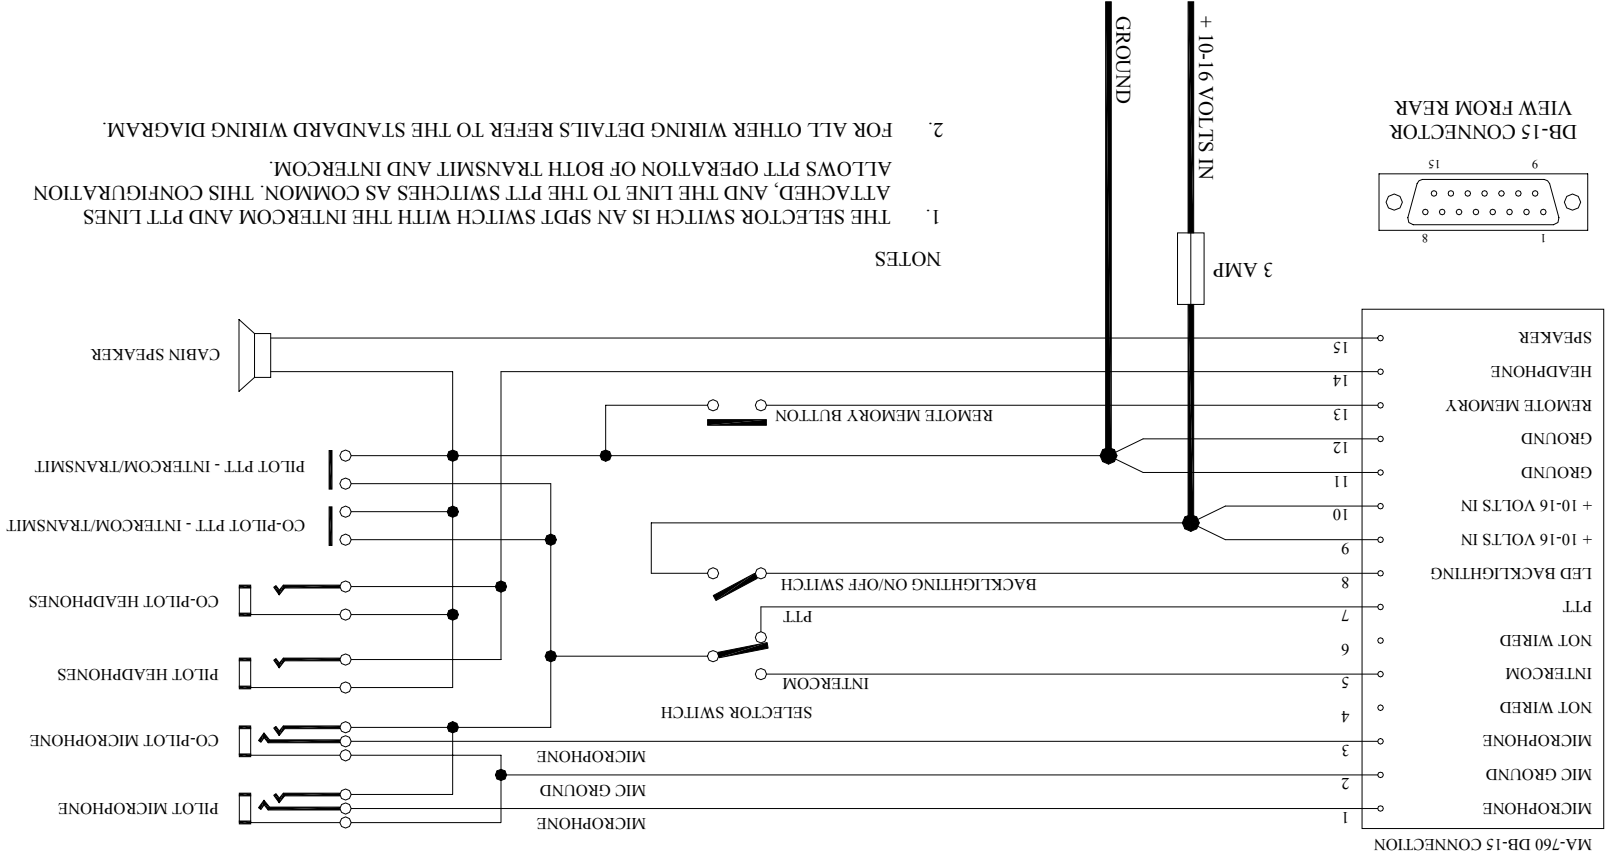 MA-760 DB-15 CONNECTION
MICROPHONE
1
MICROPHONE
PILOT MICROPHONE
MIC GROUND
2
MIC GROUND
MICROPHONE
3
MICROPHONE
CO-PILOT MICROPHONE
NOT WIRED
4
SELECTOR SWITCH
INTERCOM
5
INTERCOM
PILOT HEADPHONES
NOT WIRED
6
PTT
7
PTT
CO-PILOT HEADPHONES
LED BACKLIGHTING
8
BACKLIGHTING ON/OFF SWITCH
+ 10-16 VOLTS IN
9
CO-PILOT PTT - INTERCOM/TRANSMIT
+ 10-16 VOLTS IN
10
GROUND
11
PILOT PTT - INTERCOM/TRANSMIT
GROUND
12
REMOTE MEMORY
13
REMOTE MEMORY BUTTON
HEADPHONE
14
CABIN SPEAKER
SPEAKER
15
3 AMP
NOTES
1. THE SELECTOR SWITCH IS AN SPDT SWITCH WITH THE INTERCOM AND PTT LINES
ATTACHED, AND THE LINE TO THE PTT SWITCHES AS COMMON. THIS CONFIGURATION
ALLOWS PTT OPERATION OF BOTH TRANSMIT AND INTERCOM.
2. FOR ALL OTHER WIRING DETAILS REFER TO THE STANDARD WIRING DIAGRAM.
1 8
9 15
DB-15 CONNECTOR
VIEW FROM REAR
+ 10-16 VOLTS IN
GROUND